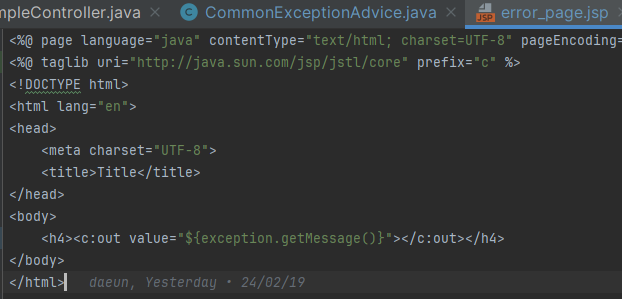 mpleController.java × CommonExceptionAdvice.java × error_page.jsp
<%@ page language="java" contentType="text/html; charset=UTF-8" pageEncoding=
<%@ taglib uri="http://java.sun.com/jsp/jstl/core" prefix="c" %>
<!DOCTYPE html>
<html lang="en">
<head>
    <meta charset="UTF-8">
    <title>Title</title>
</head>
<body>
    <h4><c:out value="${exception.getMessage()}"></c:out></h4>
</body>
</html> daeun, Yesterday • 24/02/19